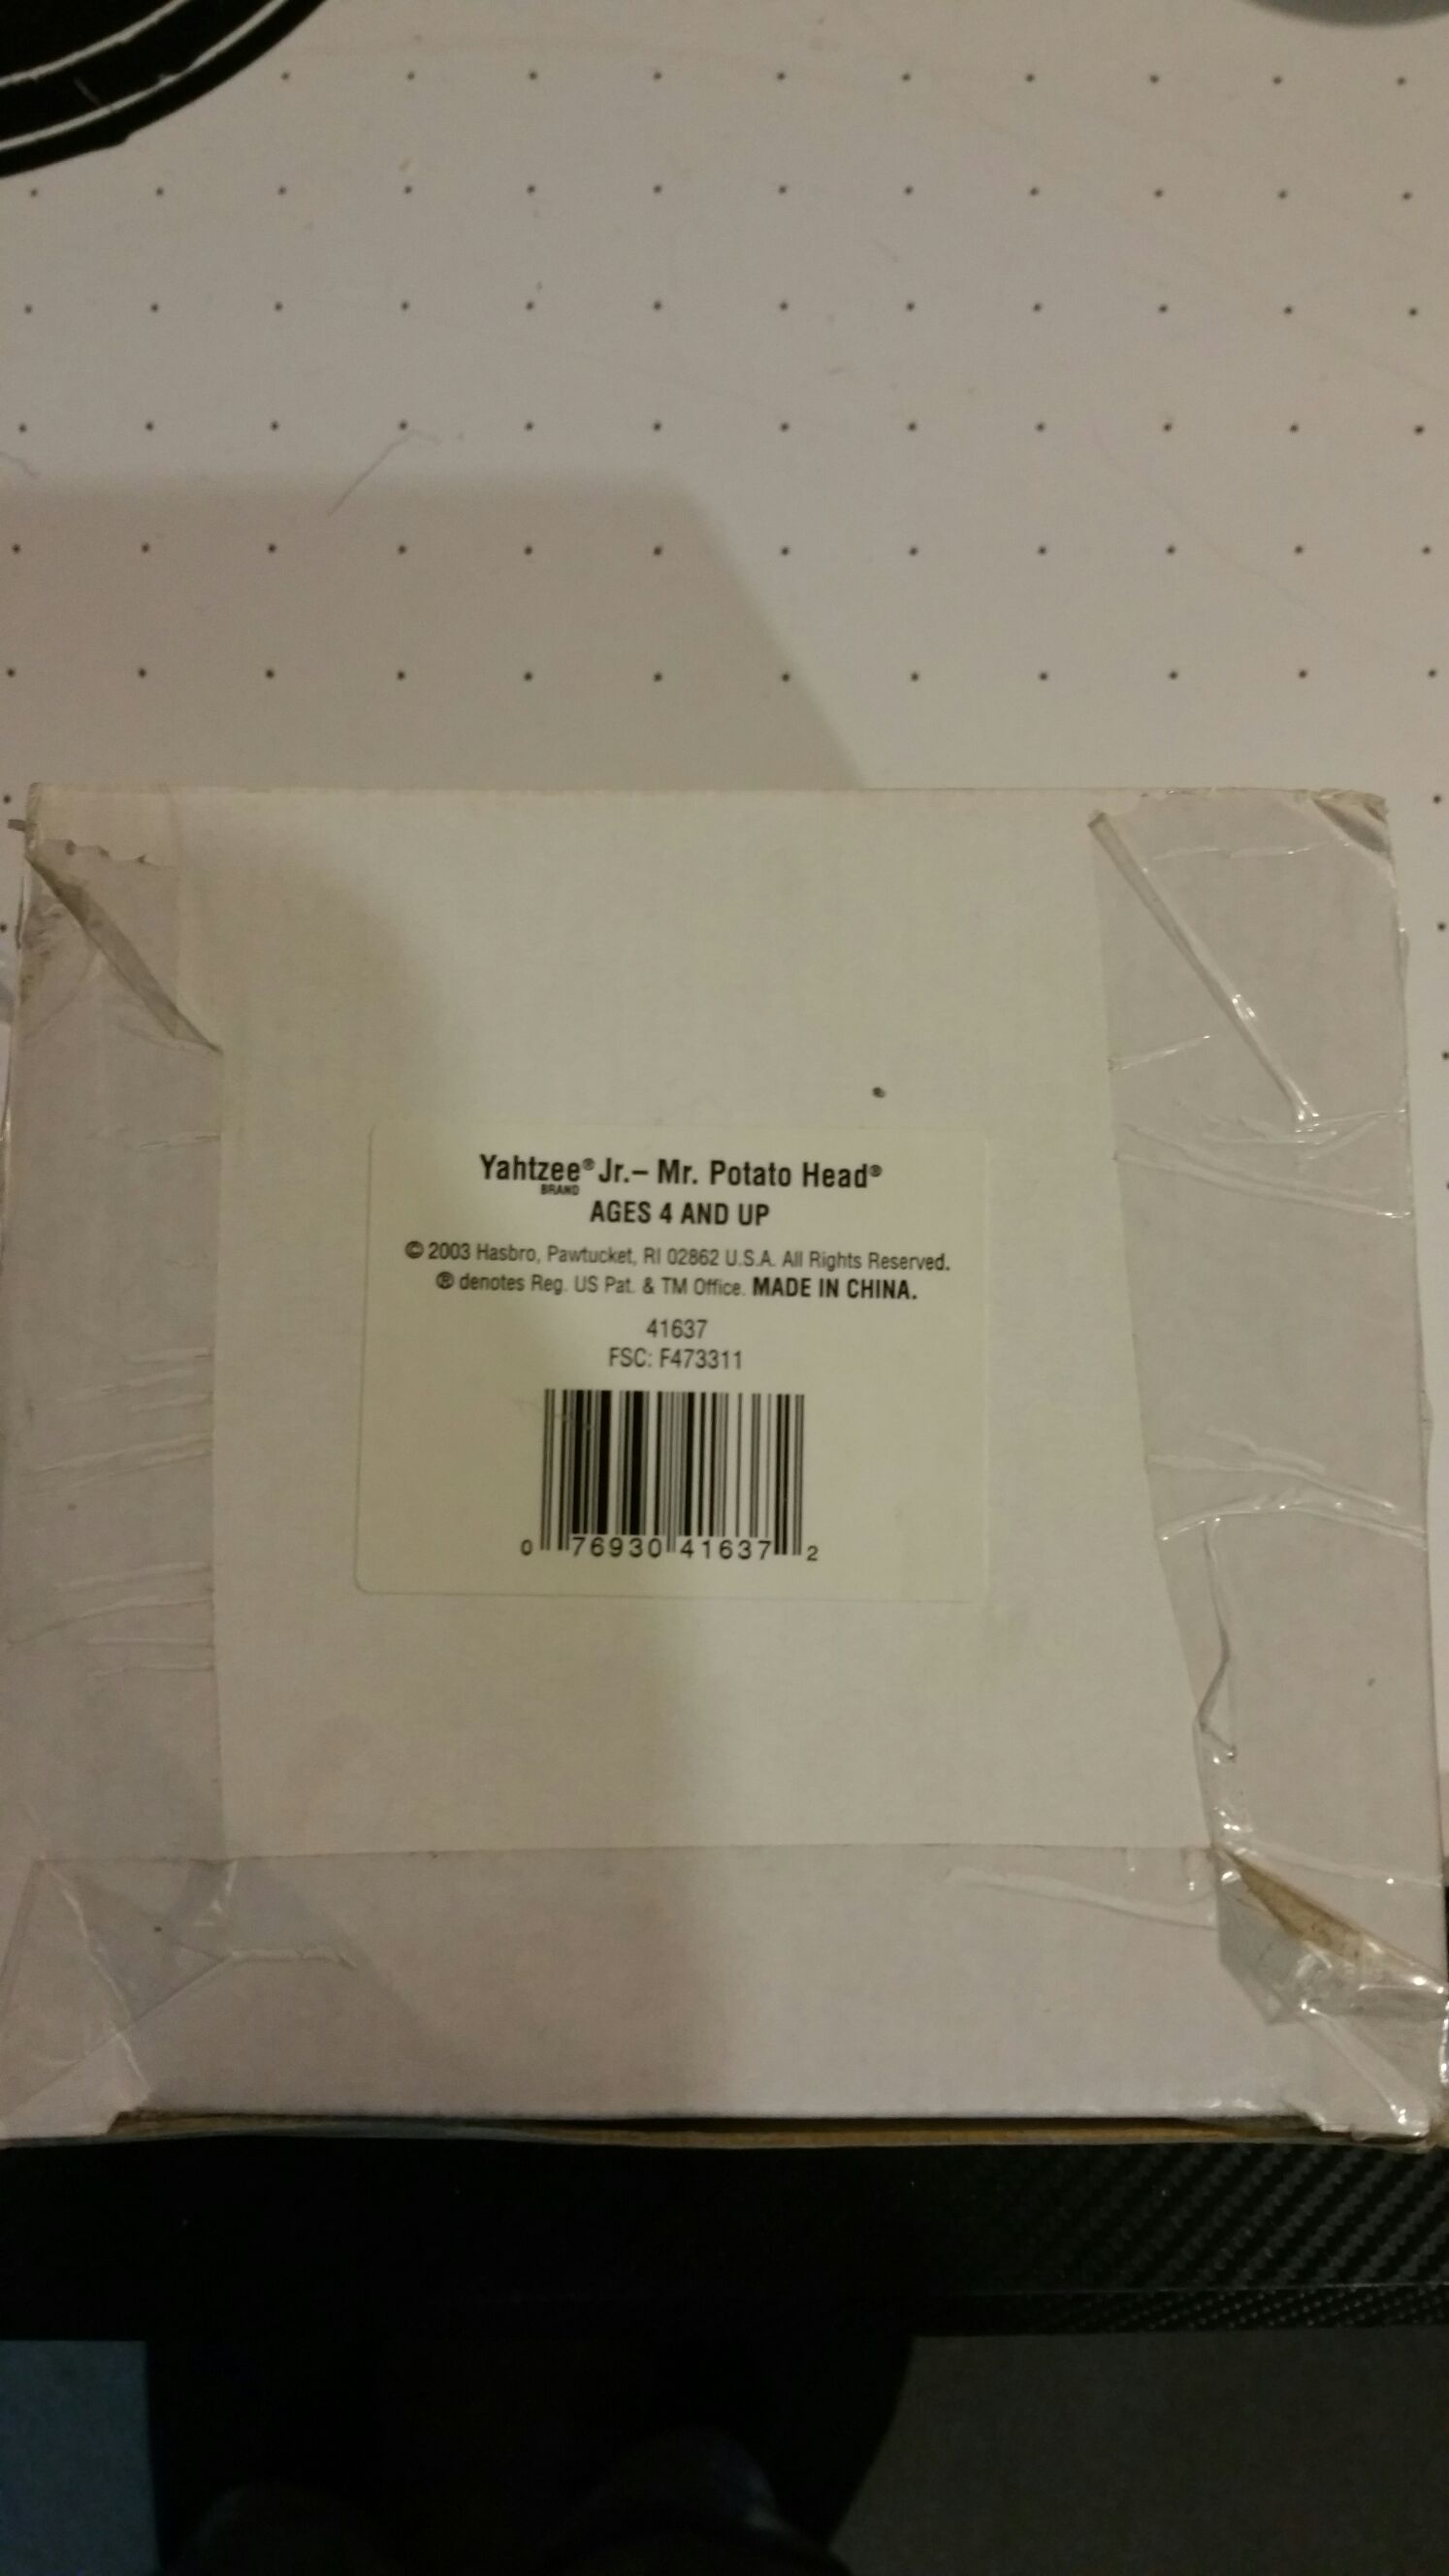 Yahtzee® Jr.– Mr. Potato Head®
BRAND
AGES 4 AND UP
© 2003 Hasbro, Pawtucket, RI 02862 U.S.A. All Rights Reserved.
® denotes Reg. US Pat. & TM Office. MADE IN CHINA.
41637
FSC: F473311
0 76930 41637 2